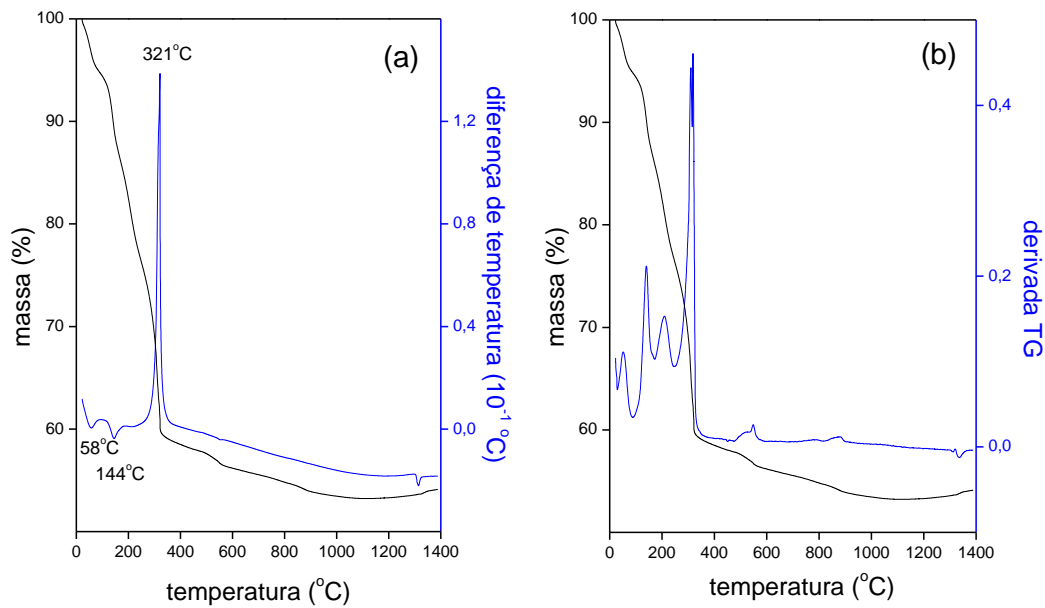 (a)
321°C
58°C
144°C
100
90
80
70
60
massa (%)
0 200 400 600 800 1000 1200 1400
temperatura (°C)
1,2
0,8
0,4
0,0
diferença de temperatura (10⁻¹ °C)
(b)
100
90
80
70
60
massa (%)
0 200 400 600 800 1000 1200 1400
temperatura (°C)
0,4
0,2
0,0
derivada TG